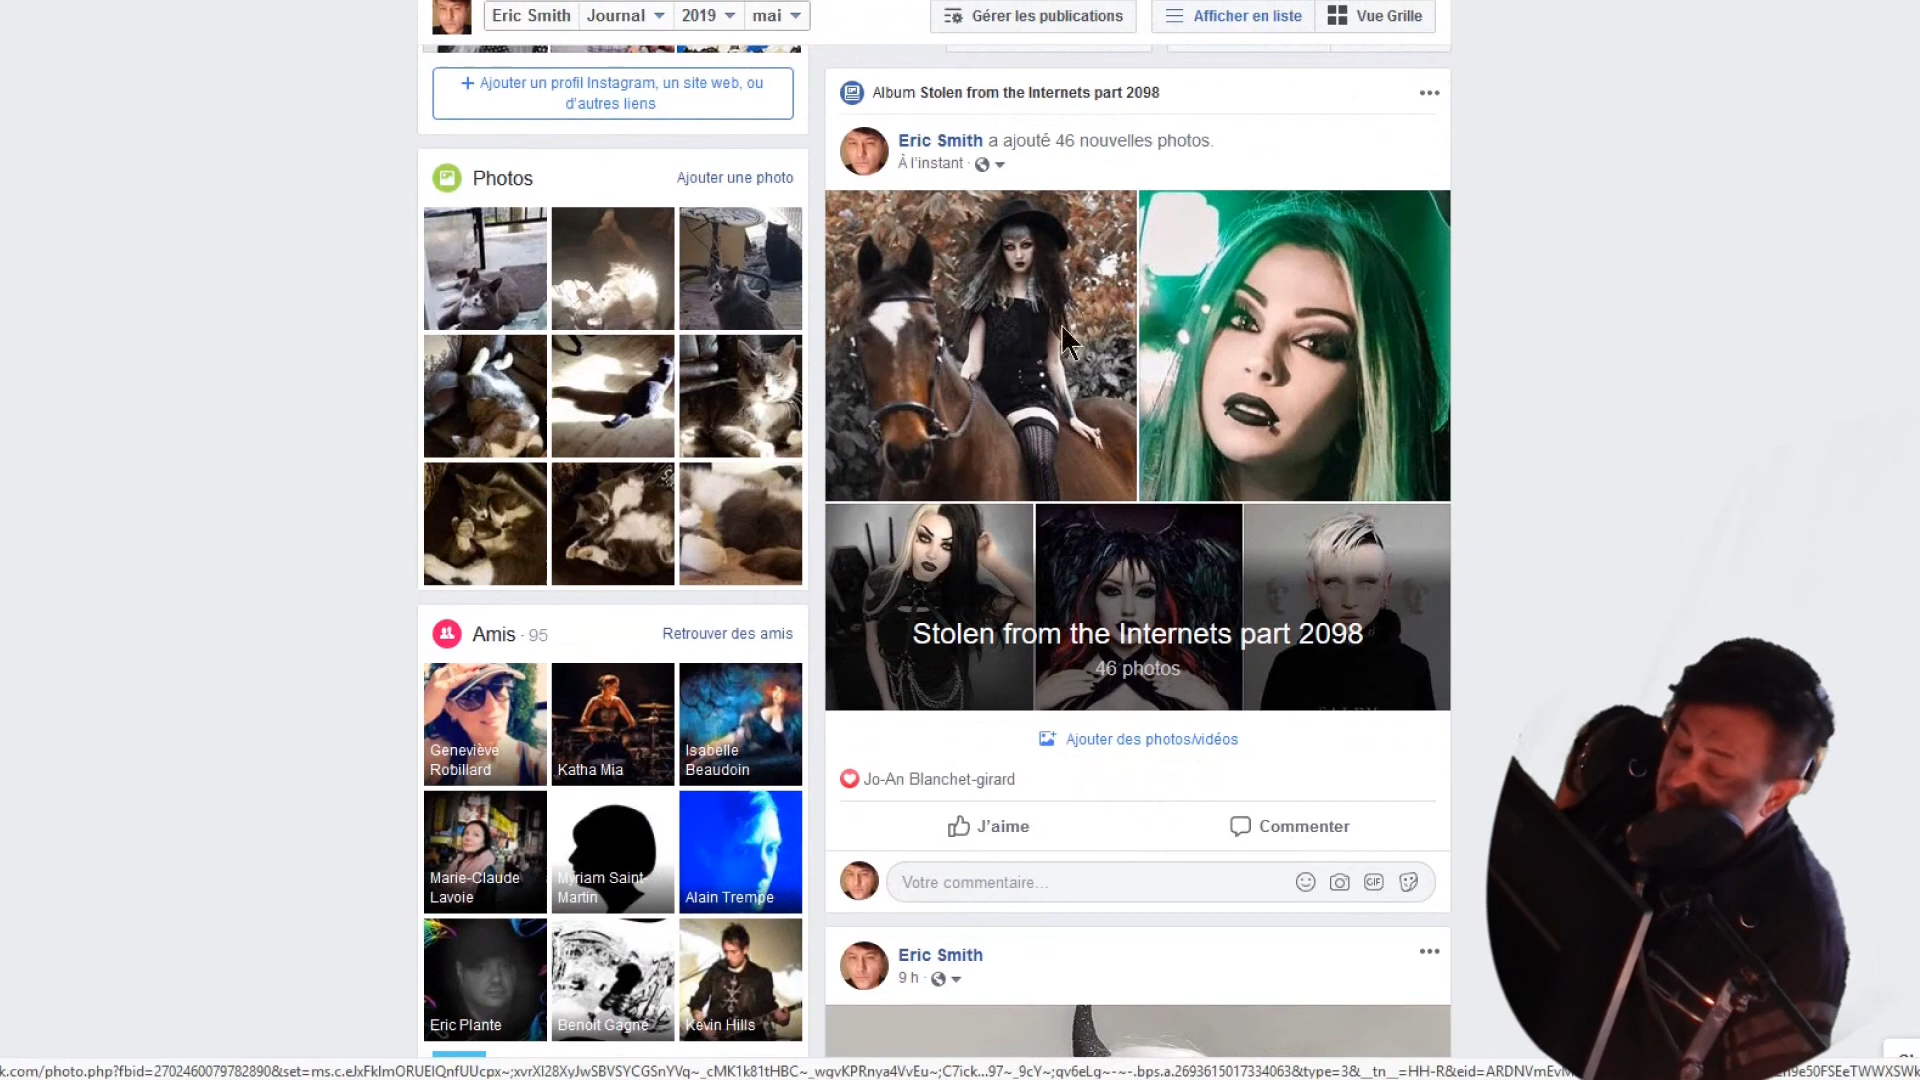 Eric Smith Journal 2019 mai Gérer les publications Afficher en liste Vue Grille
+ Ajouter un profil Instagram, un site web, ou
d'autres liens
Photos Ajouter une photo
Amis · 95 Retrouver des amis
Geneviève
Robiliard
Katha Mia
Isabelle
Beaudoin
Marie-Claude
Lavoie
Myriam Saint-
Martin
Alain Trempe
Eric Plante
Benoit Gagné
Kevin Hills
Album Stolen from the Internets part 2098
Eric Smith a ajouté 46 nouvelles photos.
À l'instant ·
Stolen from the Internets part 2098
46 photos
Ajouter des photos/vidéos
Jo-An Blanchet-girard
J'aime Commenter
Votre commentaire... GIF
Eric Smith
9 h ·